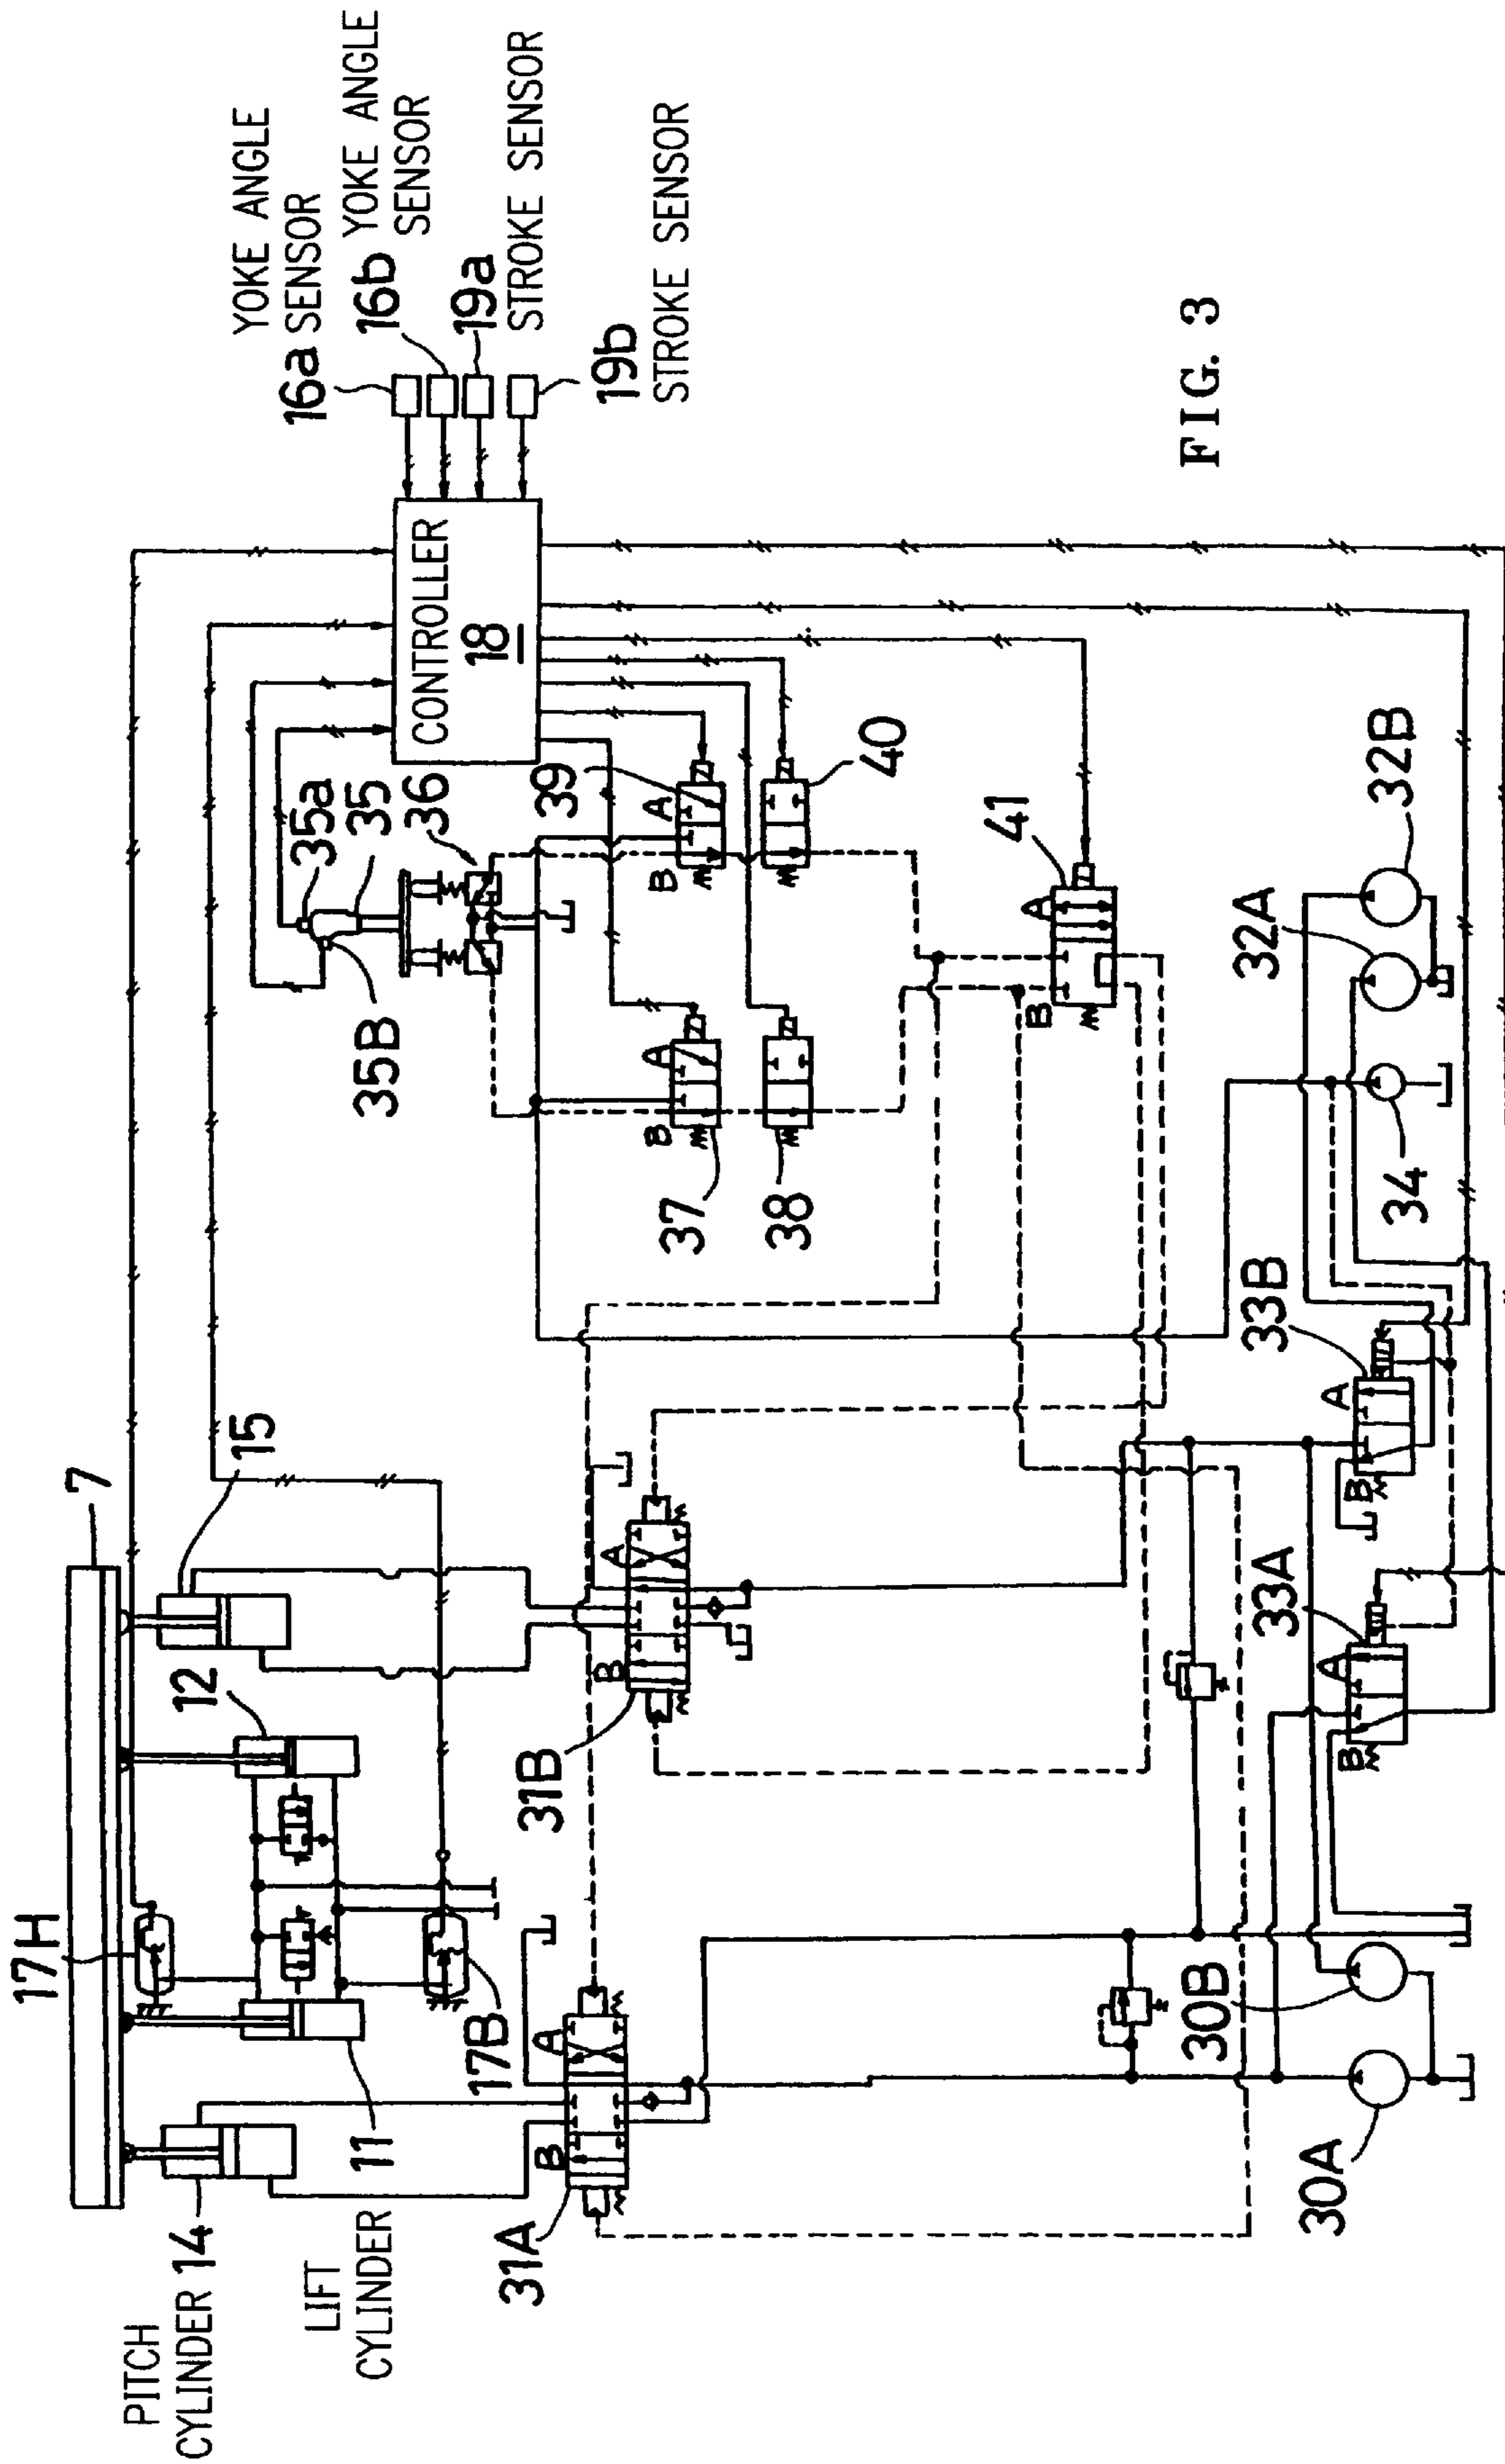 FIG. 3
PITCH
CYLINDER 14
LIFT
CYLINDER
11
17H
7
12
15
17B
31A
A
B
31B
A
B
YOKE ANGLE
SENSOR
16a
YOKE ANGLE
SENSOR
16b
19a
STROKE SENSOR
19b
STROKE SENSOR
CONTROLLER
18
35a
35
35B
36
37
A
B
38
39
A
B
40
41
A
B
30A
30B
33A
A
B
33B
A
B
34
32A
32B